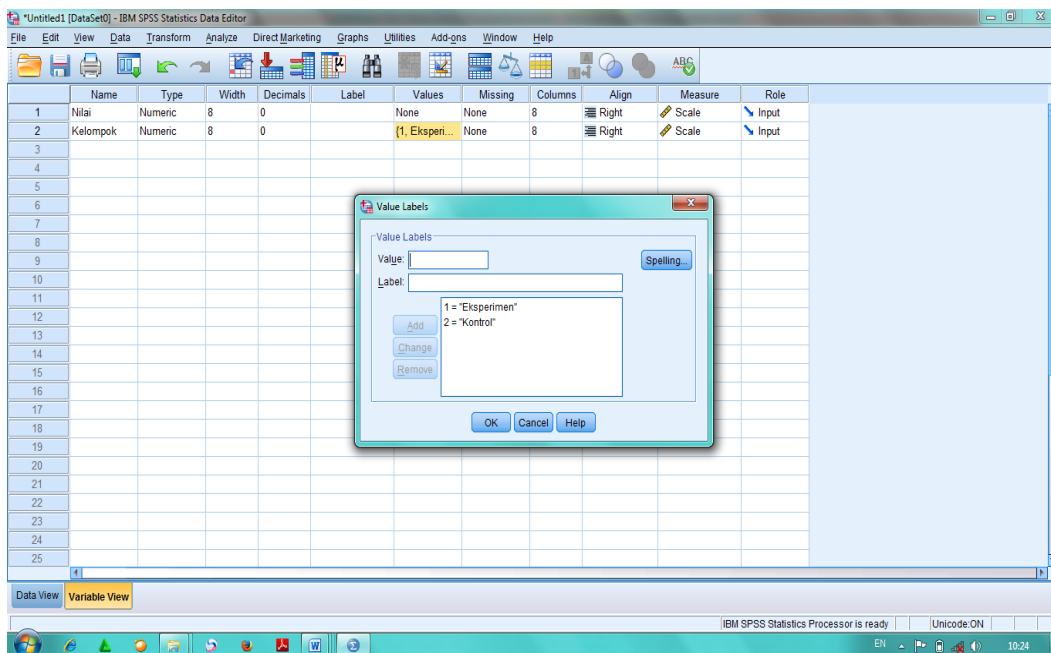 *Untitled1 [DataSet0] - IBM SPSS Statistics Data Editor
File Edit View Data Transform Analyze Direct Marketing Graphs Utilities Add-ons Window Help
Name Type Width Decimals Label Values Missing Columns Align Measure Role
1 Nilai Numeric 8 0 None None 8 Right Scale Input
2 Kelompok Numeric 8 0 {1, Eksperi... None 8 Right Scale Input
3
4
5
6
7
8
9
10
11
12
13
14
15
16
17
18
19
20
21
22
23
24
25
Value Labels
Value Labels
Value:
Spelling...
Label:
1 = "Eksperimen"
2 = "Kontrol"
Add
Change
Remove
OK Cancel Help
Data View Variable View
IBM SPSS Statistics Processor is ready Unicode:ON
EN 10:24